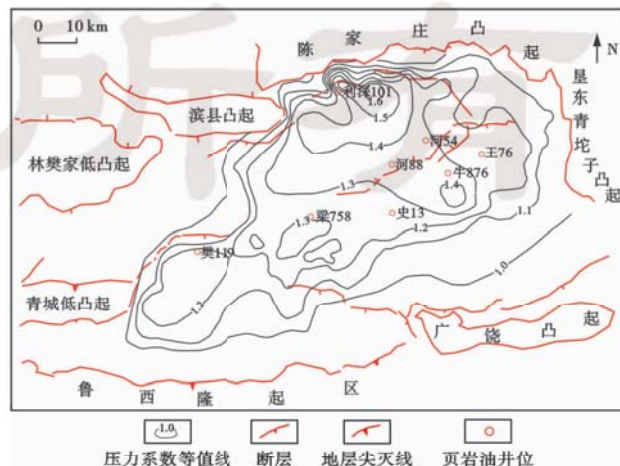 0 10 km
陈家庄凸起
N
利深101
1.6
1.5
滨县凸起
垦东青坨子凸起
林樊家低凸起
1.4
河54
王76
河88
牛876
1.4
1.3
1.1
1.3
梁758
史13
1.2
1.0
樊119
1.3
青城低凸起
广饶凸起
鲁西隆起区
1.0
压力系数等值线 断层 地层尖灭线 页岩油井位
所有